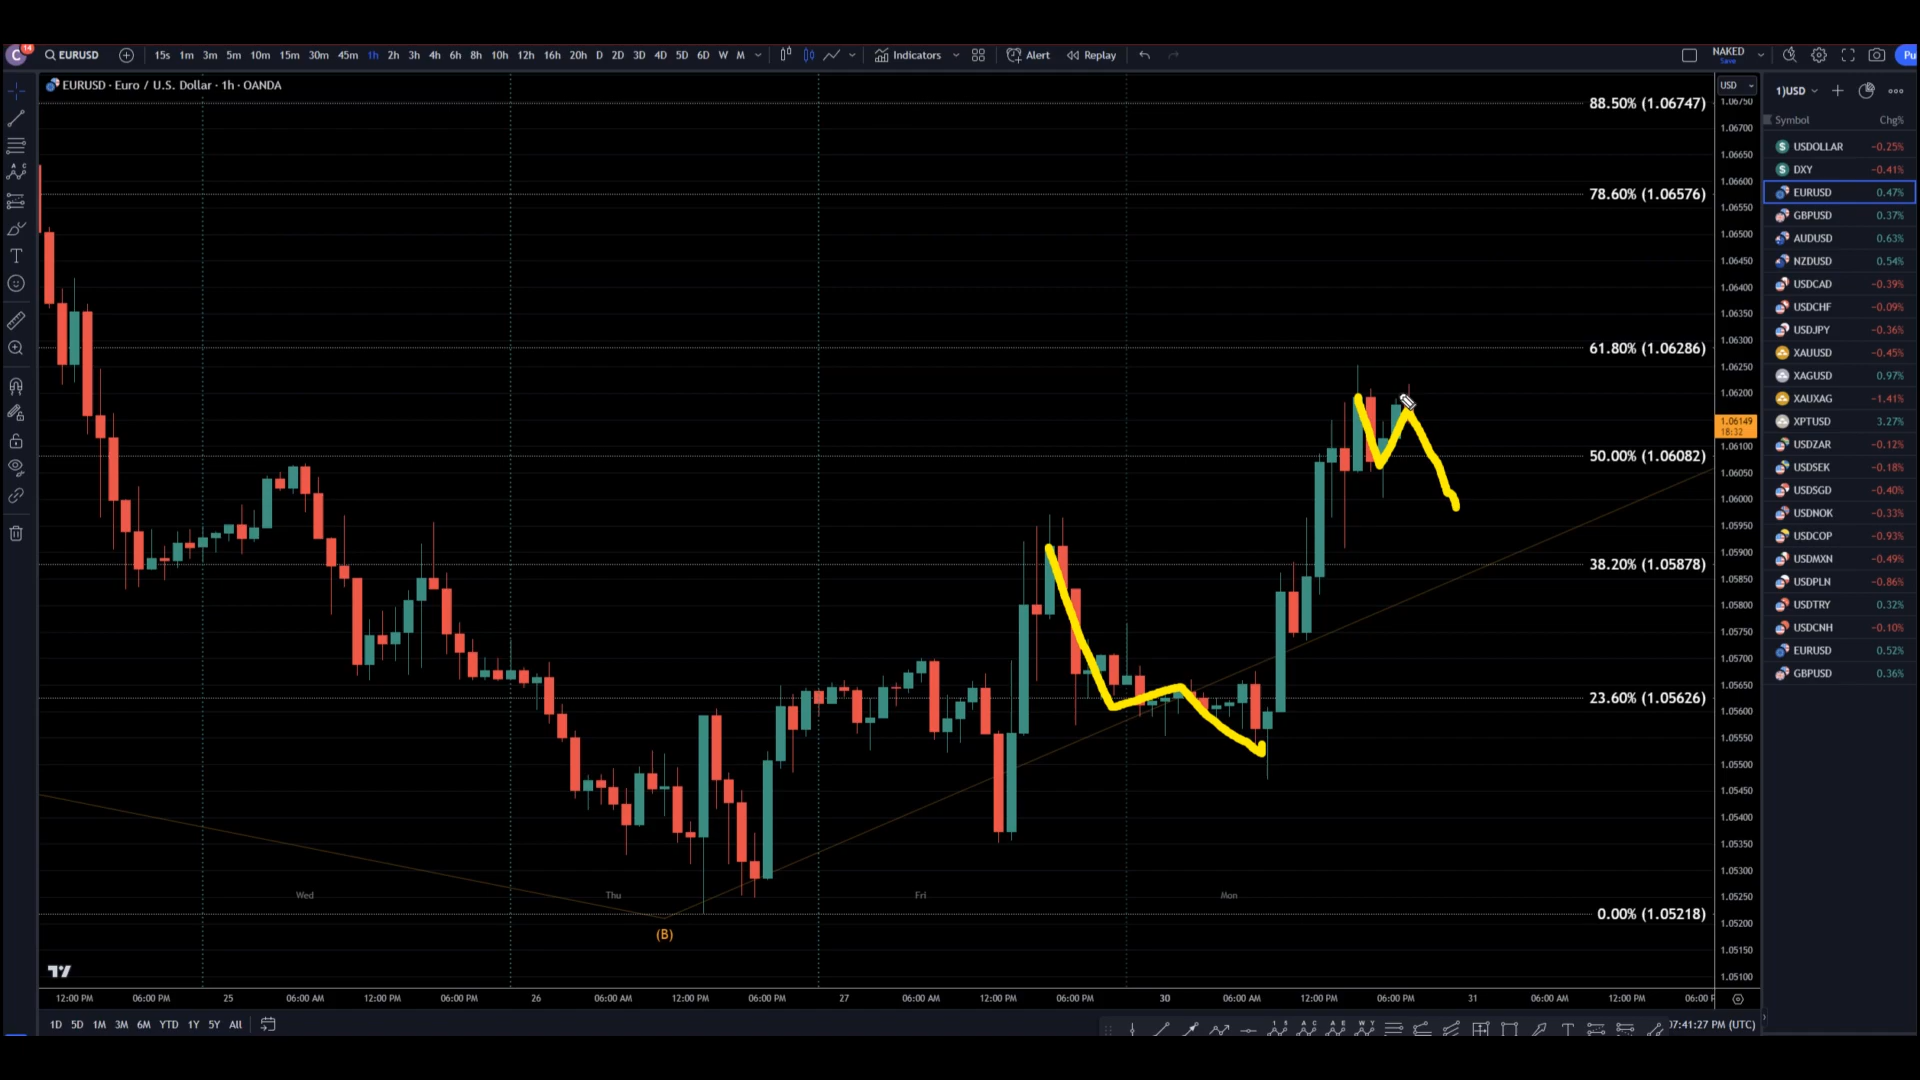 C 14 EURUSD 15s 1m 3m 5m 10m 15m 30m 45m 1h 2h 3h 4h 6h 8h 10h 12h 16h 20h D 2D 3D 4D 5D 6D W M Indicators Alert Replay NAKED Save Pu
EURUSD · Euro / U.S. Dollar · 1h · OANDA
USD
1)USD
Symbol Chg%
88.50% (1.06747)
78.60% (1.06576)
61.80% (1.06286)
50.00% (1.06082)
38.20% (1.05878)
23.60% (1.05626)
0.00% (1.05218)
1.06750
1.06700
1.06650
1.06600
1.06550
1.06500
1.06450
1.06400
1.06350
1.06300
1.06250
1.06200
1.06149
18:32
1.06100
1.06050
1.06000
1.05950
1.05900
1.05850
1.05800
1.05750
1.05700
1.05650
1.05600
1.05550
1.05500
1.05450
1.05400
1.05350
1.05300
1.05250
1.05200
1.05150
1.05100
USDOLLAR −0.25%
DXY −0.41%
EURUSD 0.47%
GBPUSD 0.37%
AUDUSD 0.63%
NZDUSD 0.54%
USDCAD −0.39%
USDCHF −0.09%
USDJPY −0.36%
XAUUSD −0.45%
XAGUSD 0.97%
XAUXAG −1.41%
XPTUSD 3.27%
USDZAR −0.12%
USDSEK −0.18%
USDSGD −0.40%
USDNOK −0.33%
USDCOP −0.93%
USDMXN −0.49%
USDPLN −0.86%
USDTRY 0.32%
USDCNH −0.10%
EURUSD 0.52%
GBPUSD 0.36%
Wed Thu Fri Mon
(B)
12:00 PM 06:00 PM 25 06:00 AM 12:00 PM 06:00 PM 26 06:00 AM 12:00 PM 06:00 PM 27 06:00 AM 12:00 PM 06:00 PM 30 06:00 AM 12:00 PM 06:00 PM 31 06:00 AM 12:00 PM 06:00
1D 5D 1M 3M 6M YTD 1Y 5Y All
07:41:27 PM (UTC)